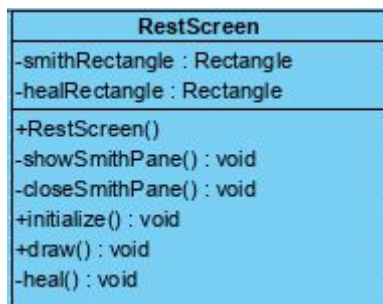 RestScreen
-smithRectangle : Rectangle
-healRectangle : Rectangle
+RestScreen()
-showSmithPane() : void
-closeSmithPane() : void
+initialize() : void
+draw() : void
-heal() : void